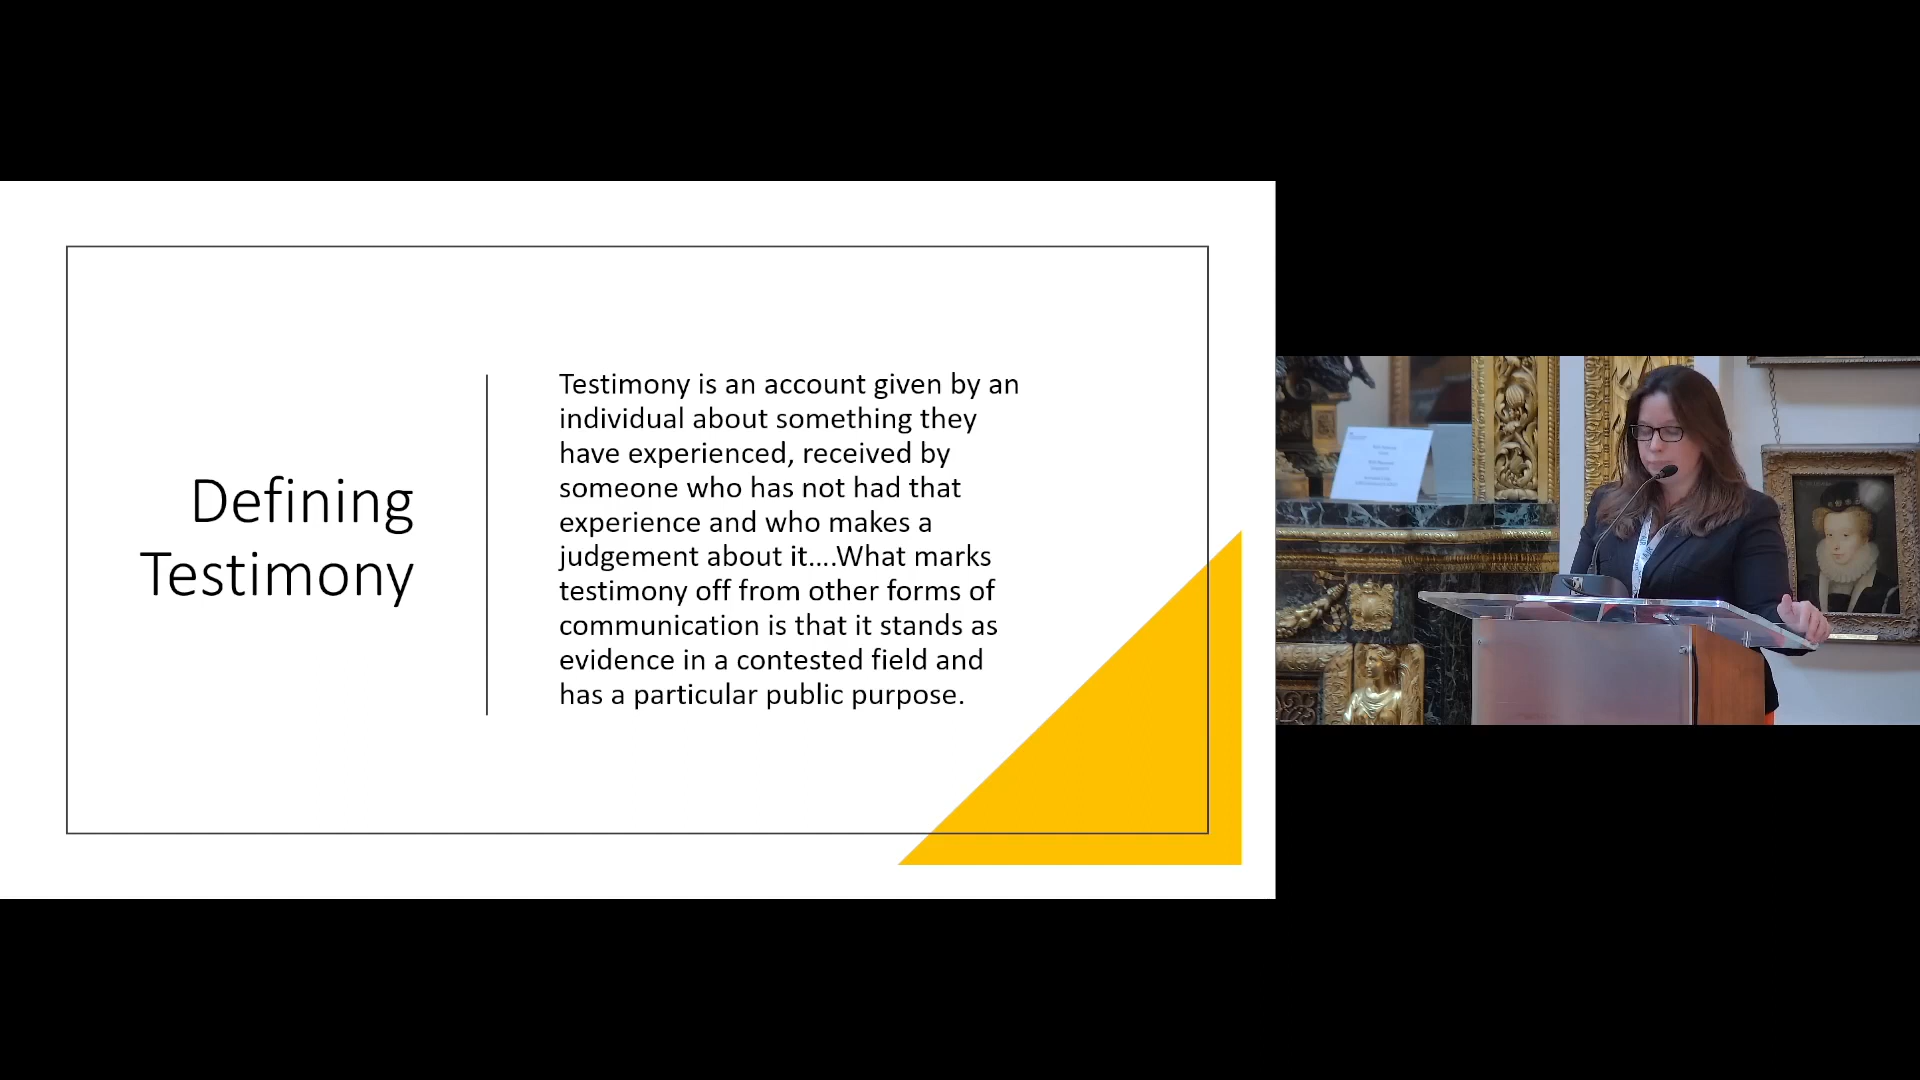 Defining
Testimony
Testimony is an account given by an
individual about something they
have experienced, received by
someone who has not had that
experience and who makes a
judgement about it....What marks
testimony off from other forms of
communication is that it stands as
evidence in a contested field and
has a particular public purpose.